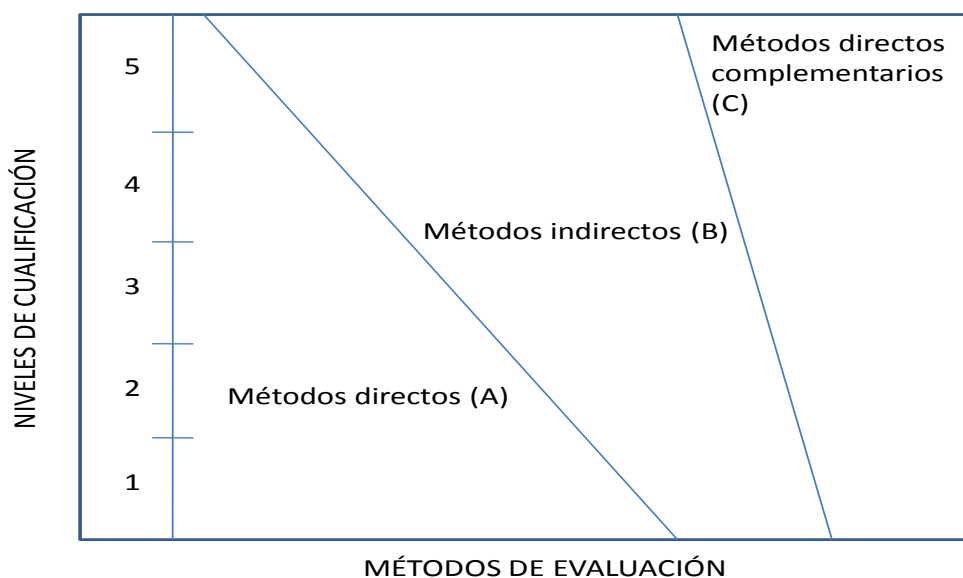 NIVELES DE CUALIFICACIÓN
5
4
3
2
1
Métodos directos (A)
Métodos indirectos (B)
Métodos directos
complementarios
(C)
MÉTODOS DE EVALUACIÓN